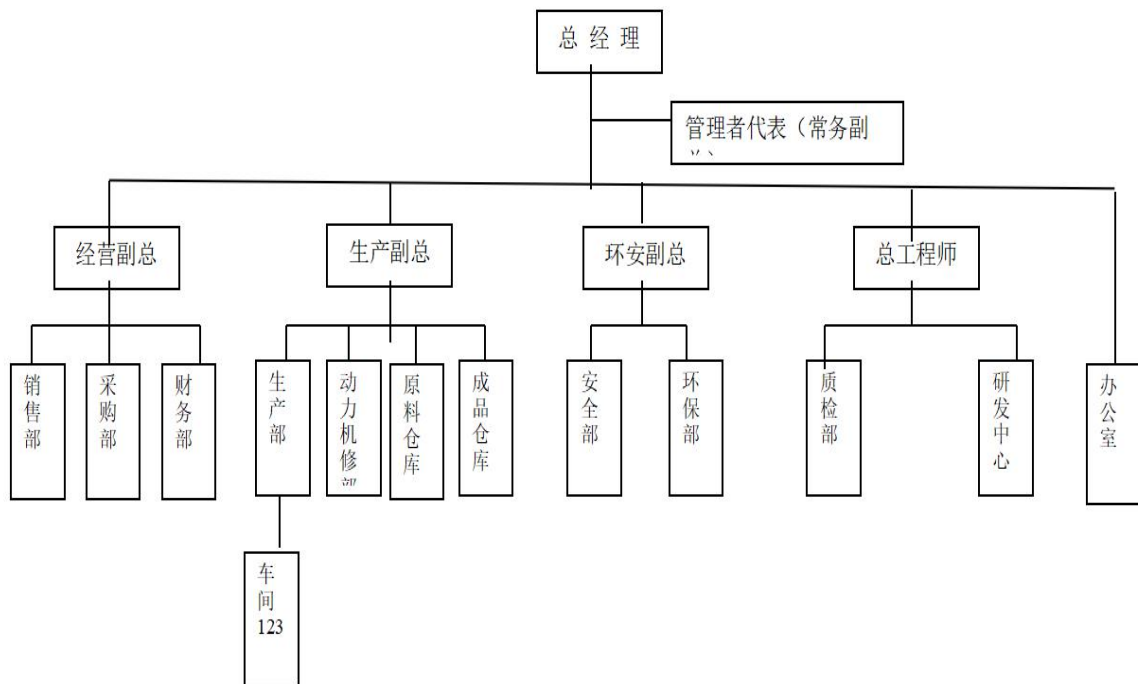 总 经 理
管理者代表（常务副
经营副总
生产副总
环安副总
总工程师
销售部
采购部
财务部
生产部
动力机修部
原料仓库
成品仓库
安全部
环保部
质检部
研发中心
办公室
车间
123